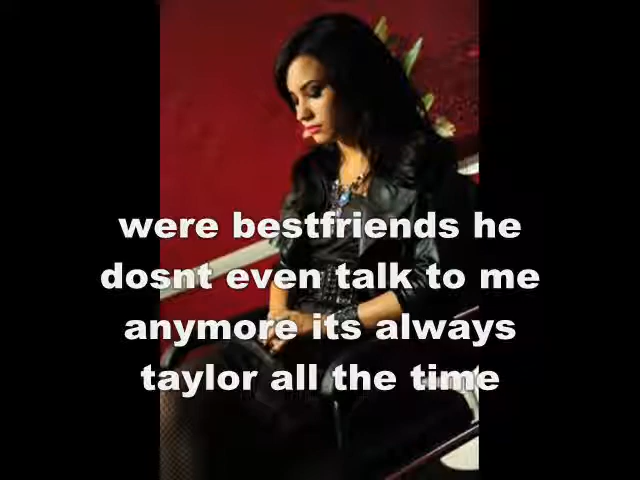 were bestfriends he
dosnt even talk to me
anymore its always
taylor all the time